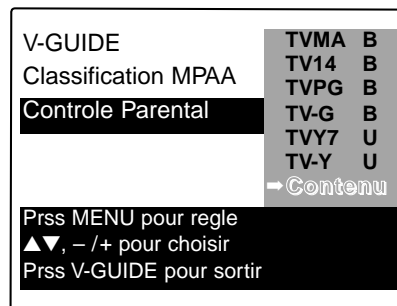 V-GUIDE
Classification MPAA
Controle Parental
TVMA B
TV14 B
TVPG B
TV-G B
TVY7 U
TV-Y U
➡Contenu
Prss MENU pour regle
▲▼, – /+ pour choisir
Prss V-GUIDE pour sortir